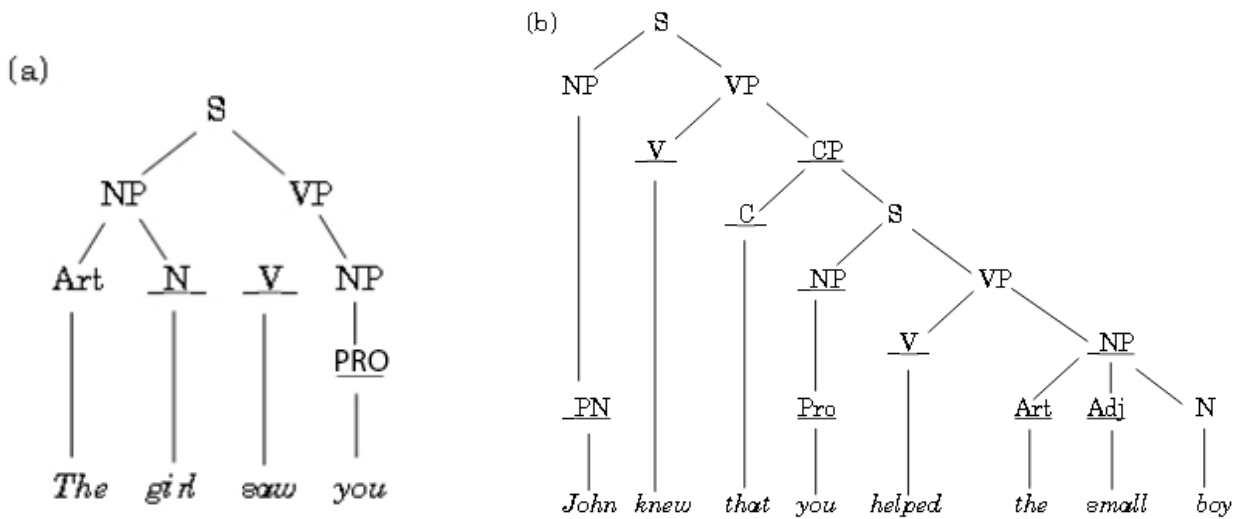 (a)
S
NP VP
Art N V NP
PRO
The girl saw you
(b)
S
NP VP
V CP
C S
NP VP
V NP
PN Pro Art Adj N
John knew that you helped the small boy